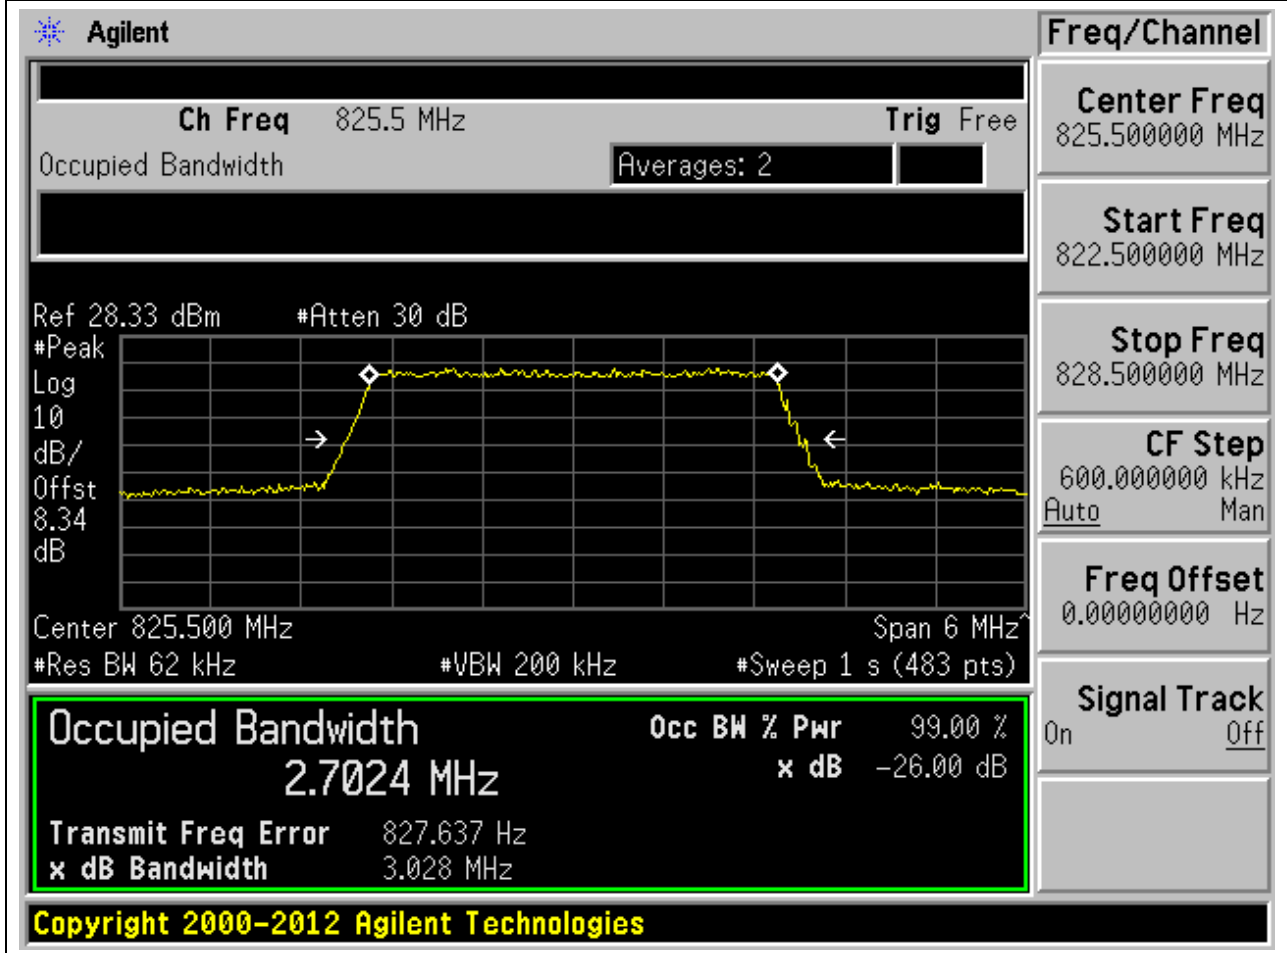 Agilent
Freq/Channel
Ch Freq 825.5 MHz Trig Free
Occupied Bandwidth Averages: 2
Center Freq
825.500000 MHz
Start Freq
822.500000 MHz
Stop Freq
828.500000 MHz
CF Step
600.000000 kHz
Auto Man
Freq Offset
0.00000000 Hz
Signal Track
On Off
Ref 28.33 dBm #Atten 30 dB
#Peak
Log
10
dB/
Offst
8.34
dB
Center 825.500 MHz Span 6 MHz^
#Res BW 62 kHz #VBW 200 kHz #Sweep 1 s (483 pts)
Occupied Bandwidth
2.7024 MHz
Occ BW % Pwr 99.00 %
x dB -26.00 dB
Transmit Freq Error 827.637 Hz
x dB Bandwidth 3.028 MHz
Copyright 2000-2012 Agilent Technologies